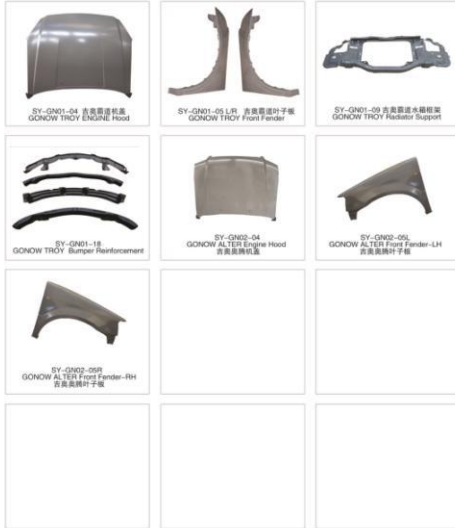 SY-GN01-04 吉奥霸道机盖
GONOW TROY ENGINE Hood
SY-GN01-05 L/R 吉奥霸道叶子板
GONOW TROY Front Fender
SY-GN01-09 吉奥霸道水箱框架
GONOW TROY Radiator Support
SY-GN01-18
GONOW TROY Bumper Reinforcement
SY-GN02-04
GONOW ALTER Engine Hood
吉奥奥腾机盖
SY-GN02-05L
GONOW ALTER Front Fender-LH
吉奥奥腾叶子板
SY-GN02-05R
GONOW ALTER Front Fender-RH
吉奥奥腾叶子板